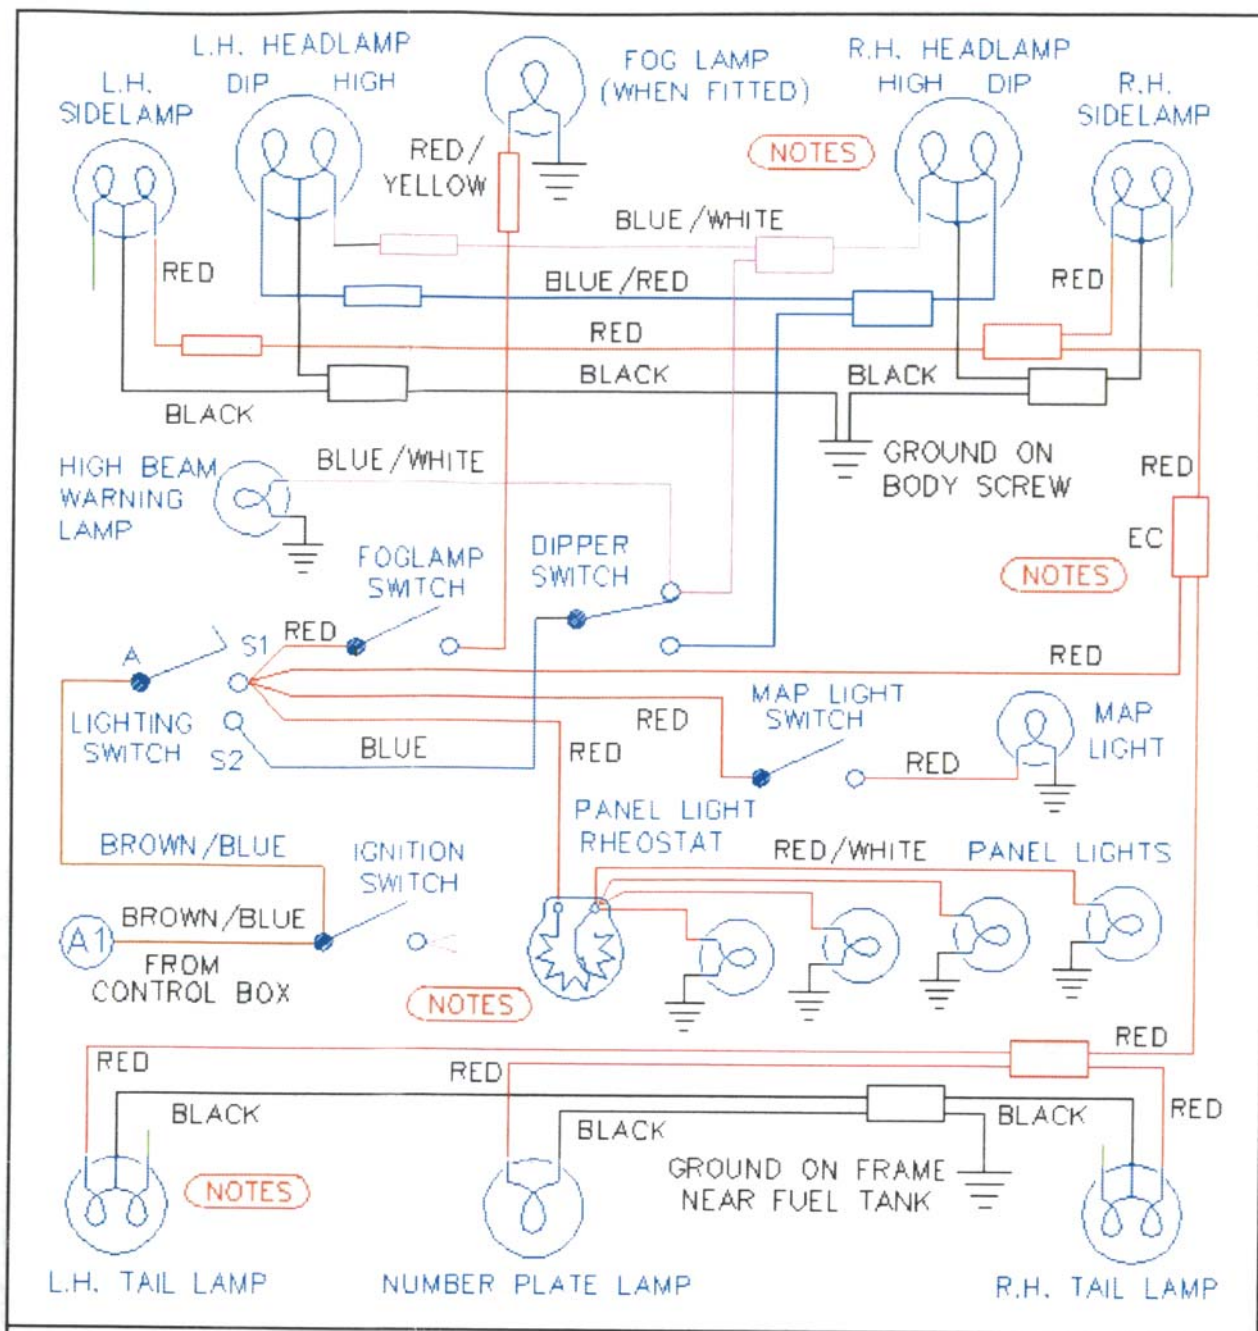 L.H. HEADLAMP
DIP HIGH
L.H.
SIDELAMP
FOG LAMP
(WHEN FITTED)
R.H. HEADLAMP
HIGH DIP
R.H.
SIDELAMP
RED/
YELLOW
NOTES
BLUE/WHITE
RED
BLUE/RED
RED
RED
BLACK
BLACK
BLACK
HIGH BEAM
WARNING
LAMP
BLUE/WHITE
GROUND ON
BODY SCREW
RED
EC
NOTES
FOGLAMP
SWITCH
DIPPER
SWITCH
A
S1
RED
RED
LIGHTING
SWITCH
S2
BLUE
RED
RED
MAP LIGHT
SWITCH
RED
MAP
LIGHT
PANEL LIGHT
RHEOSTAT
BROWN/BLUE
IGNITION
SWITCH
RED/WHITE
PANEL LIGHTS
A1
BROWN/BLUE
FROM
CONTROL BOX
NOTES
RED
RED
RED
BLACK
BLACK
BLACK
RED
GROUND ON FRAME
NEAR FUEL TANK
NOTES
L.H. TAIL LAMP
NUMBER PLATE LAMP
R.H. TAIL LAMP